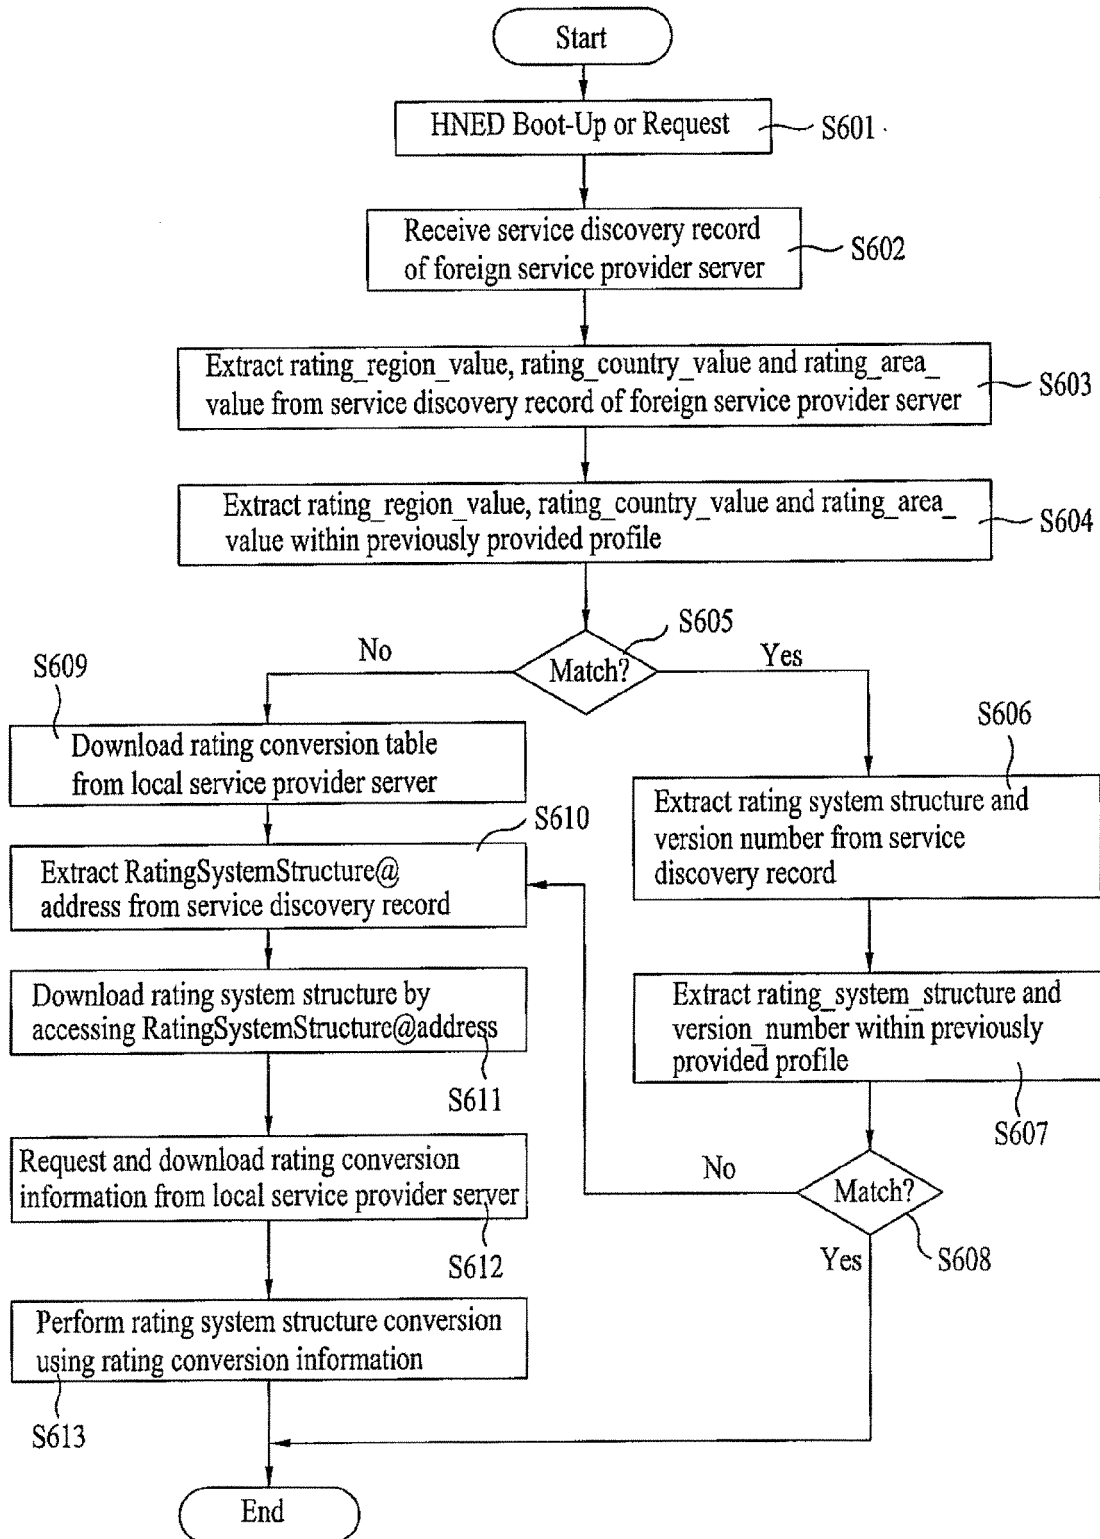 Start
HNED Boot-Up or Request
S601
Receive service discovery record
of foreign service provider server
S602
Extract rating_region_value, rating_country_value and rating_area_
value from service discovery record of foreign service provider server
S603
Extract rating_region_value, rating_country_value and rating_area_
value within previously provided profile
S604
Match?
S605
No
Yes
S609
Download rating conversion table
from local service provider server
S606
Extract rating system structure and
version number from service
discovery record
S610
Extract RatingSystemStructure@
address from service discovery record
Download rating system structure by
accessing RatingSystemStructure@address
S611
Extract rating_system_structure and
version_number within previously
provided profile
S607
Request and download rating conversion
information from local service provider server
S612
No
Match?
Yes
S608
Perform rating system structure conversion
using rating conversion information
S613
End